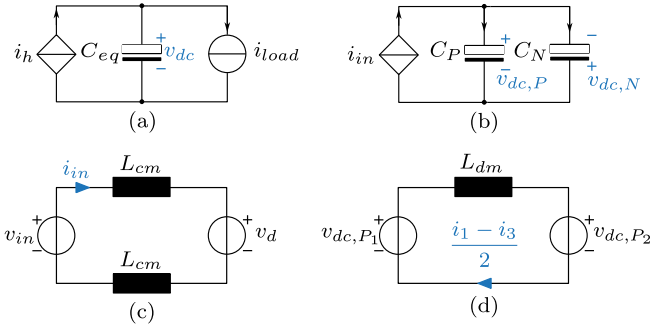 i_h C_eq + v_dc − i_load
(a)
i_in C_P + − v_dc,P C_N − + v_dc,N
(b)
i_in L_cm
v_in + − + − v_d
L_cm
(c)
L_dm
v_dc,P_1 + − (i_1 − i_3)/2 + − v_dc,P_2
(d)